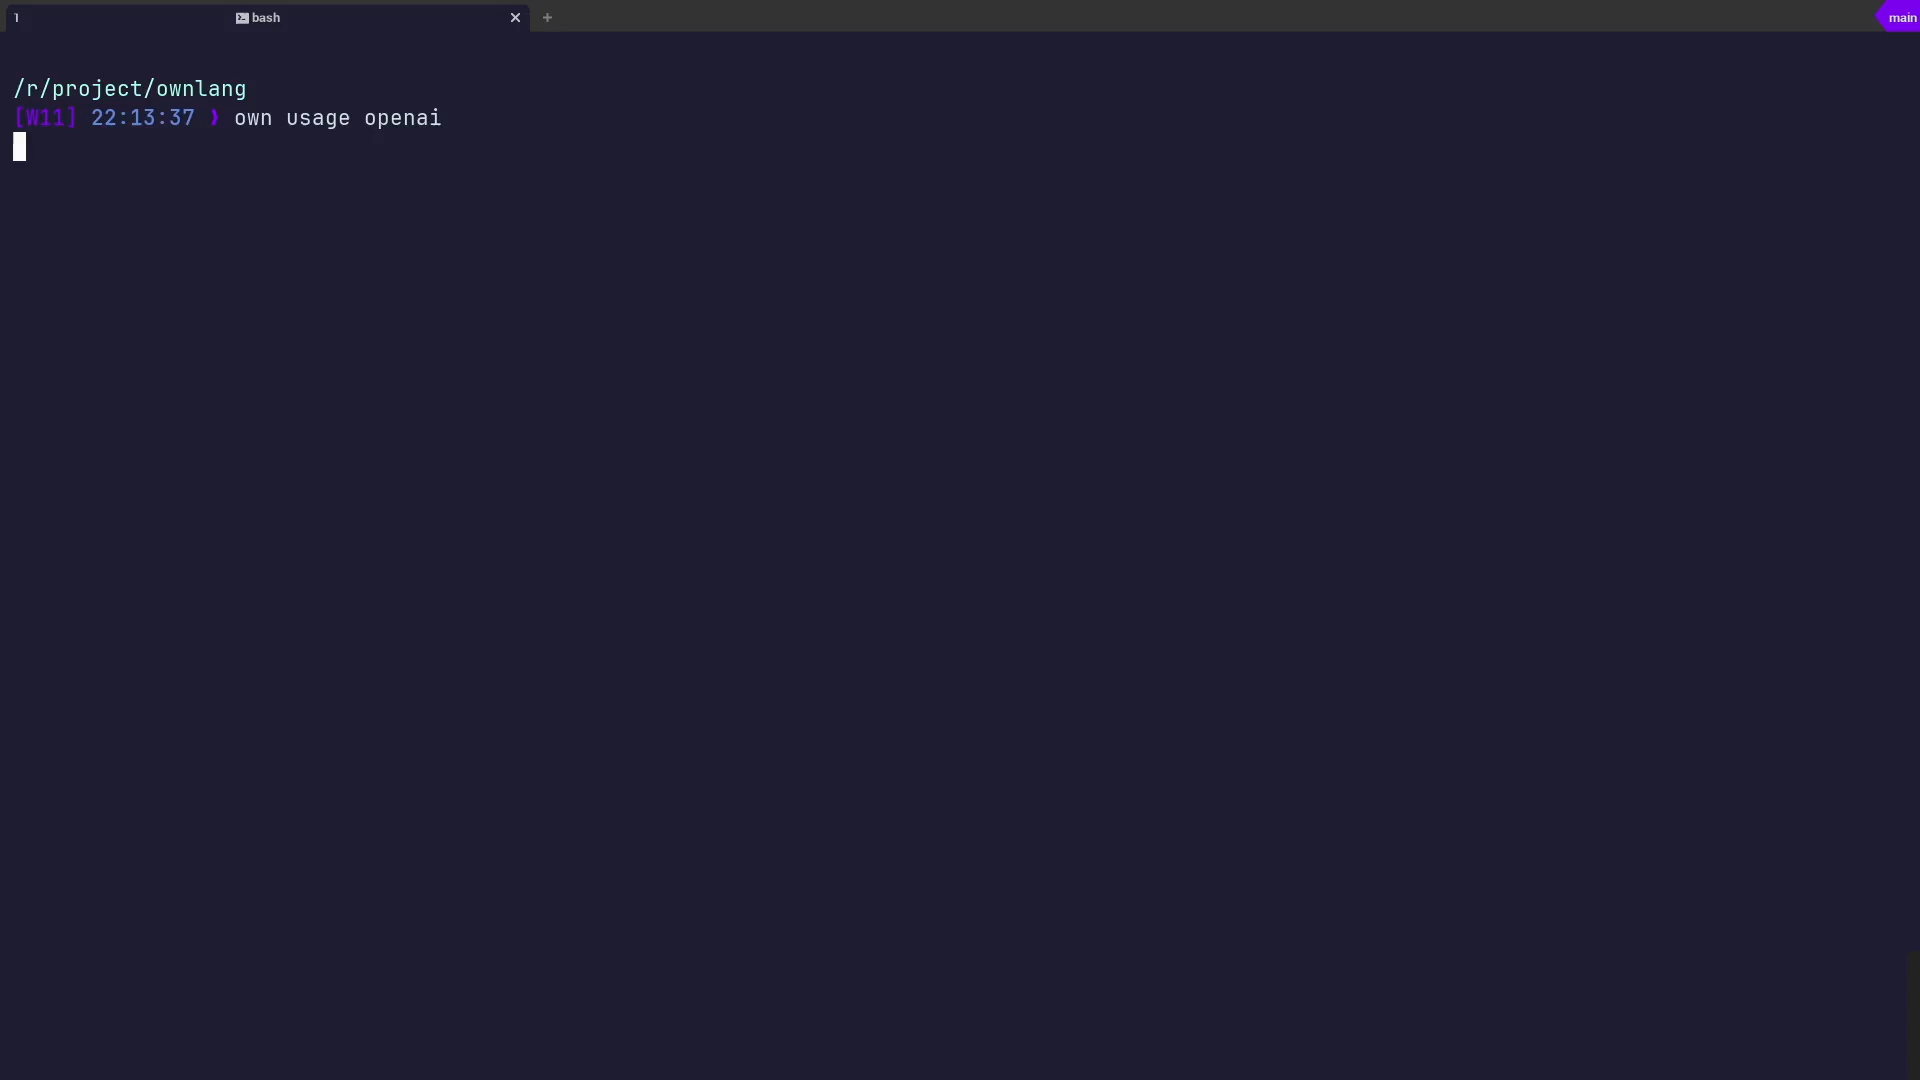 1 bash × +
main
/r/project/ownlang
[W11] 22:13:37 ❯ own usage openai